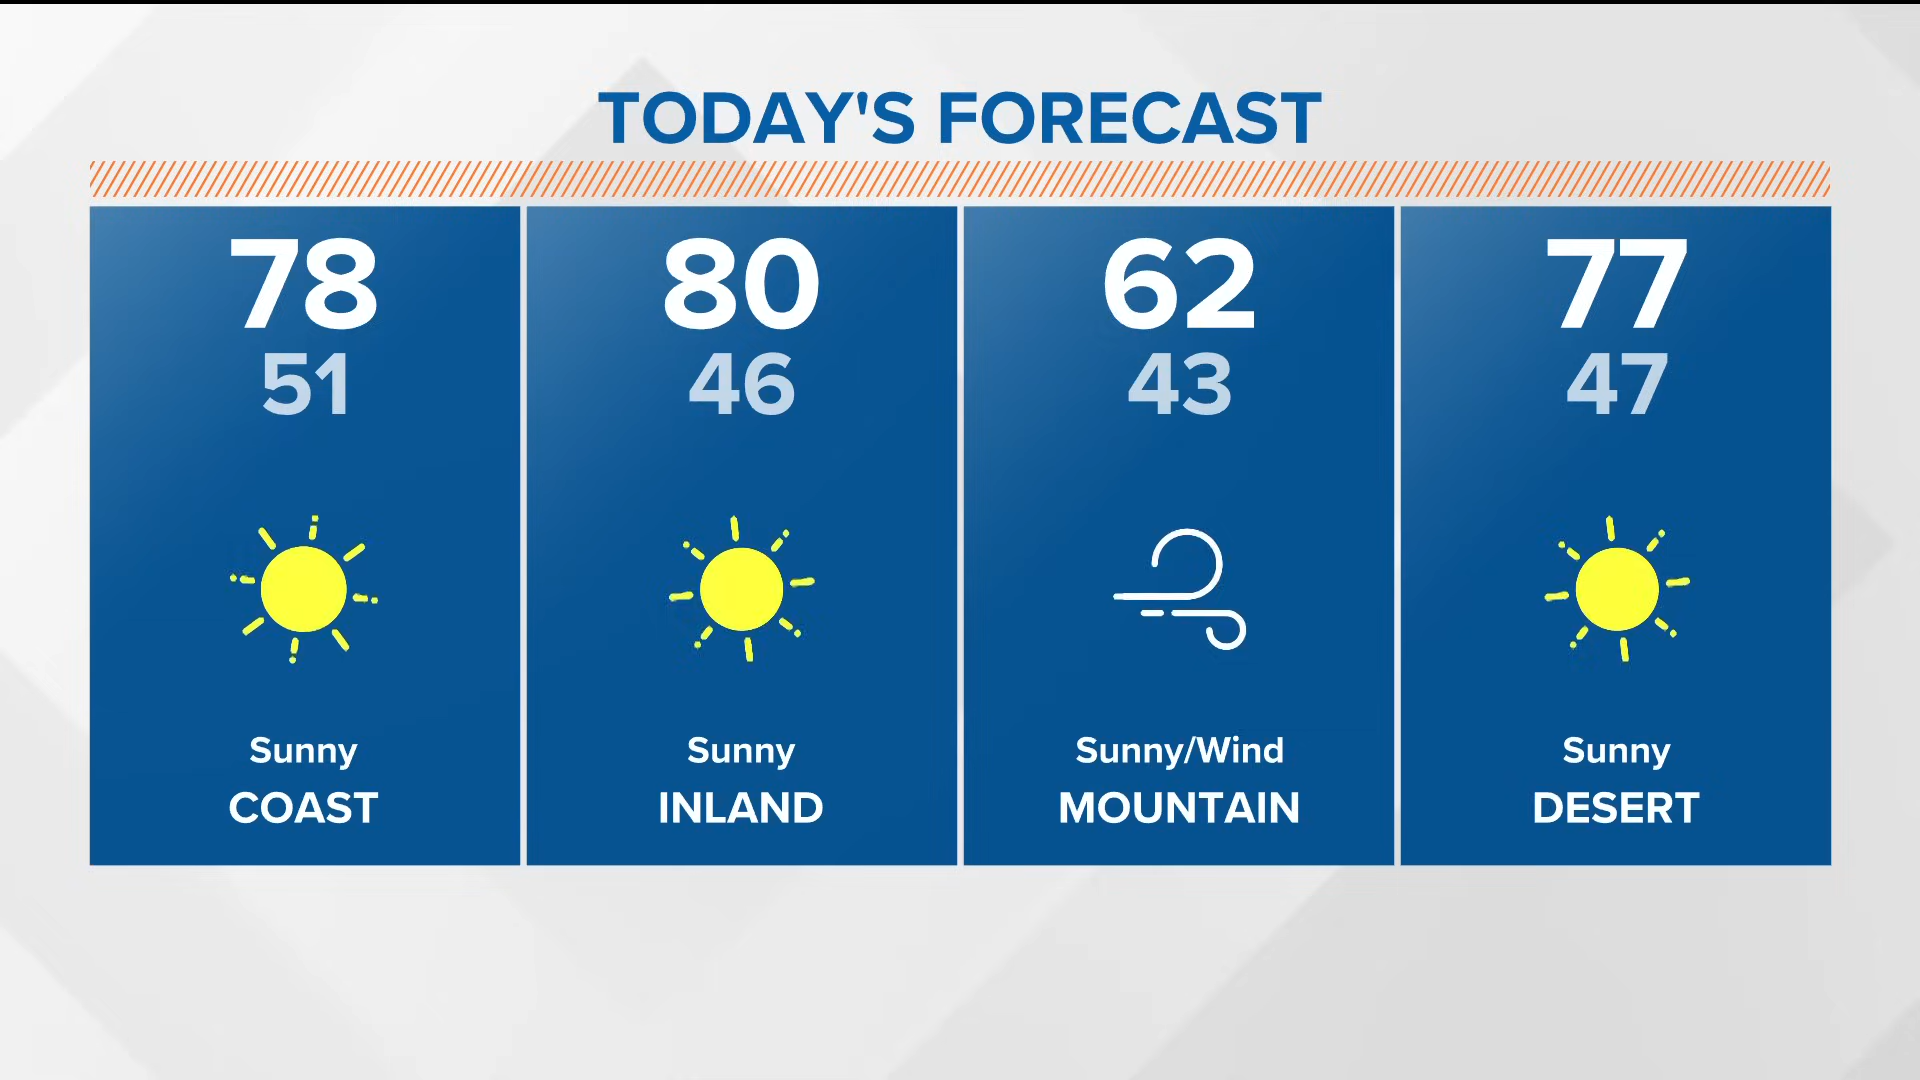 TODAY'S FORECAST
78
51
Sunny
COAST
80
46
Sunny
INLAND
62
43
Sunny/Wind
MOUNTAIN
77
47
Sunny
DESERT